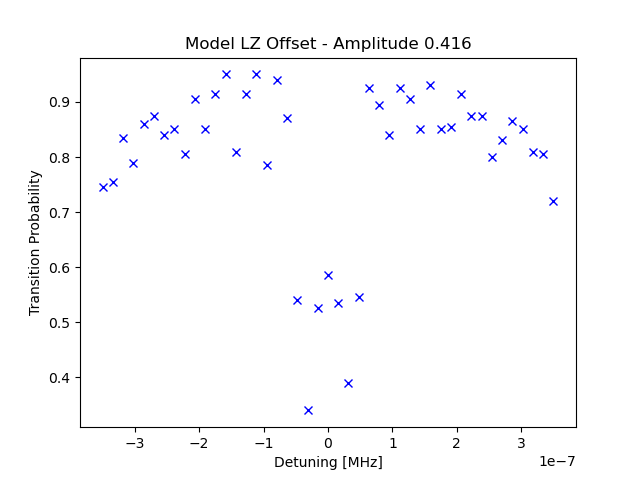 Model LZ Offset - Amplitude 0.416
Transition Probability
0.9
0.8
0.7
0.6
0.5
0.4
−3 −2 −1 0 1 2 3
1e−7
Detuning [MHz]